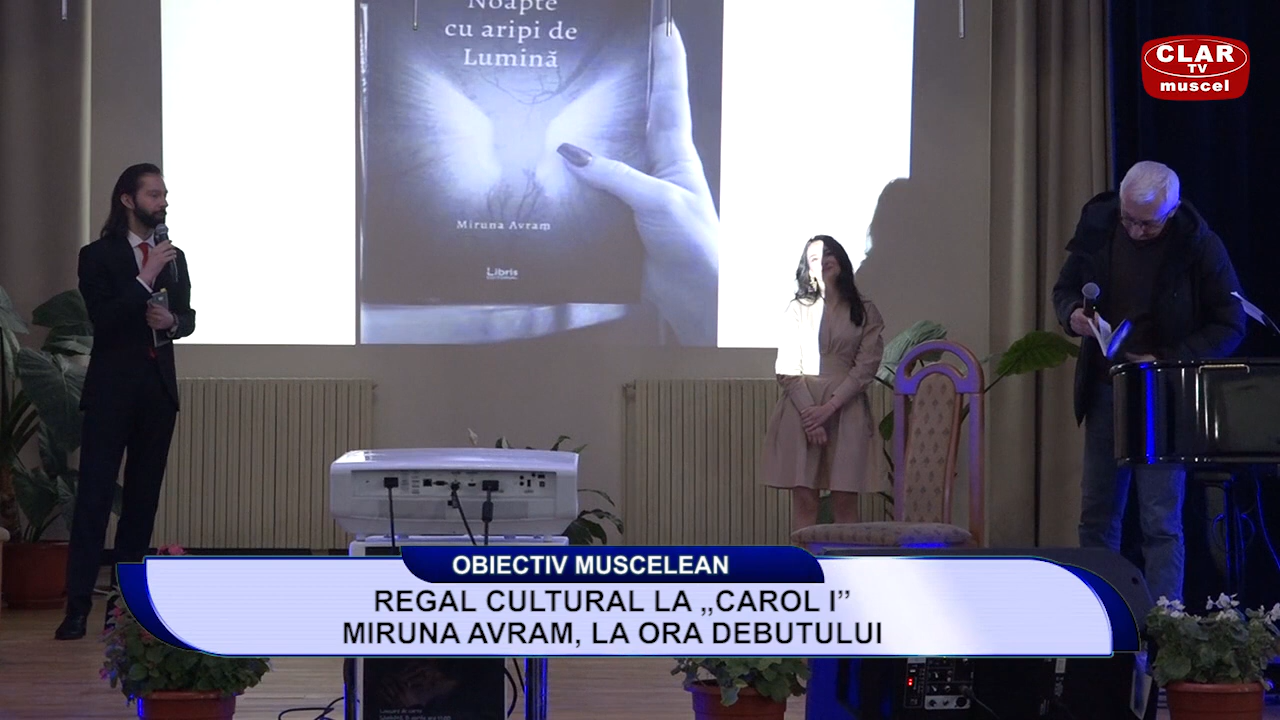 Noapte
cu aripi de
Lumină
Miruna Avram
Libris
CLAR
TV
muscel
OBIECTIV MUSCELEAN
REGAL CULTURAL LA „CAROL I”
MIRUNA AVRAM, LA ORA DEBUTULUI